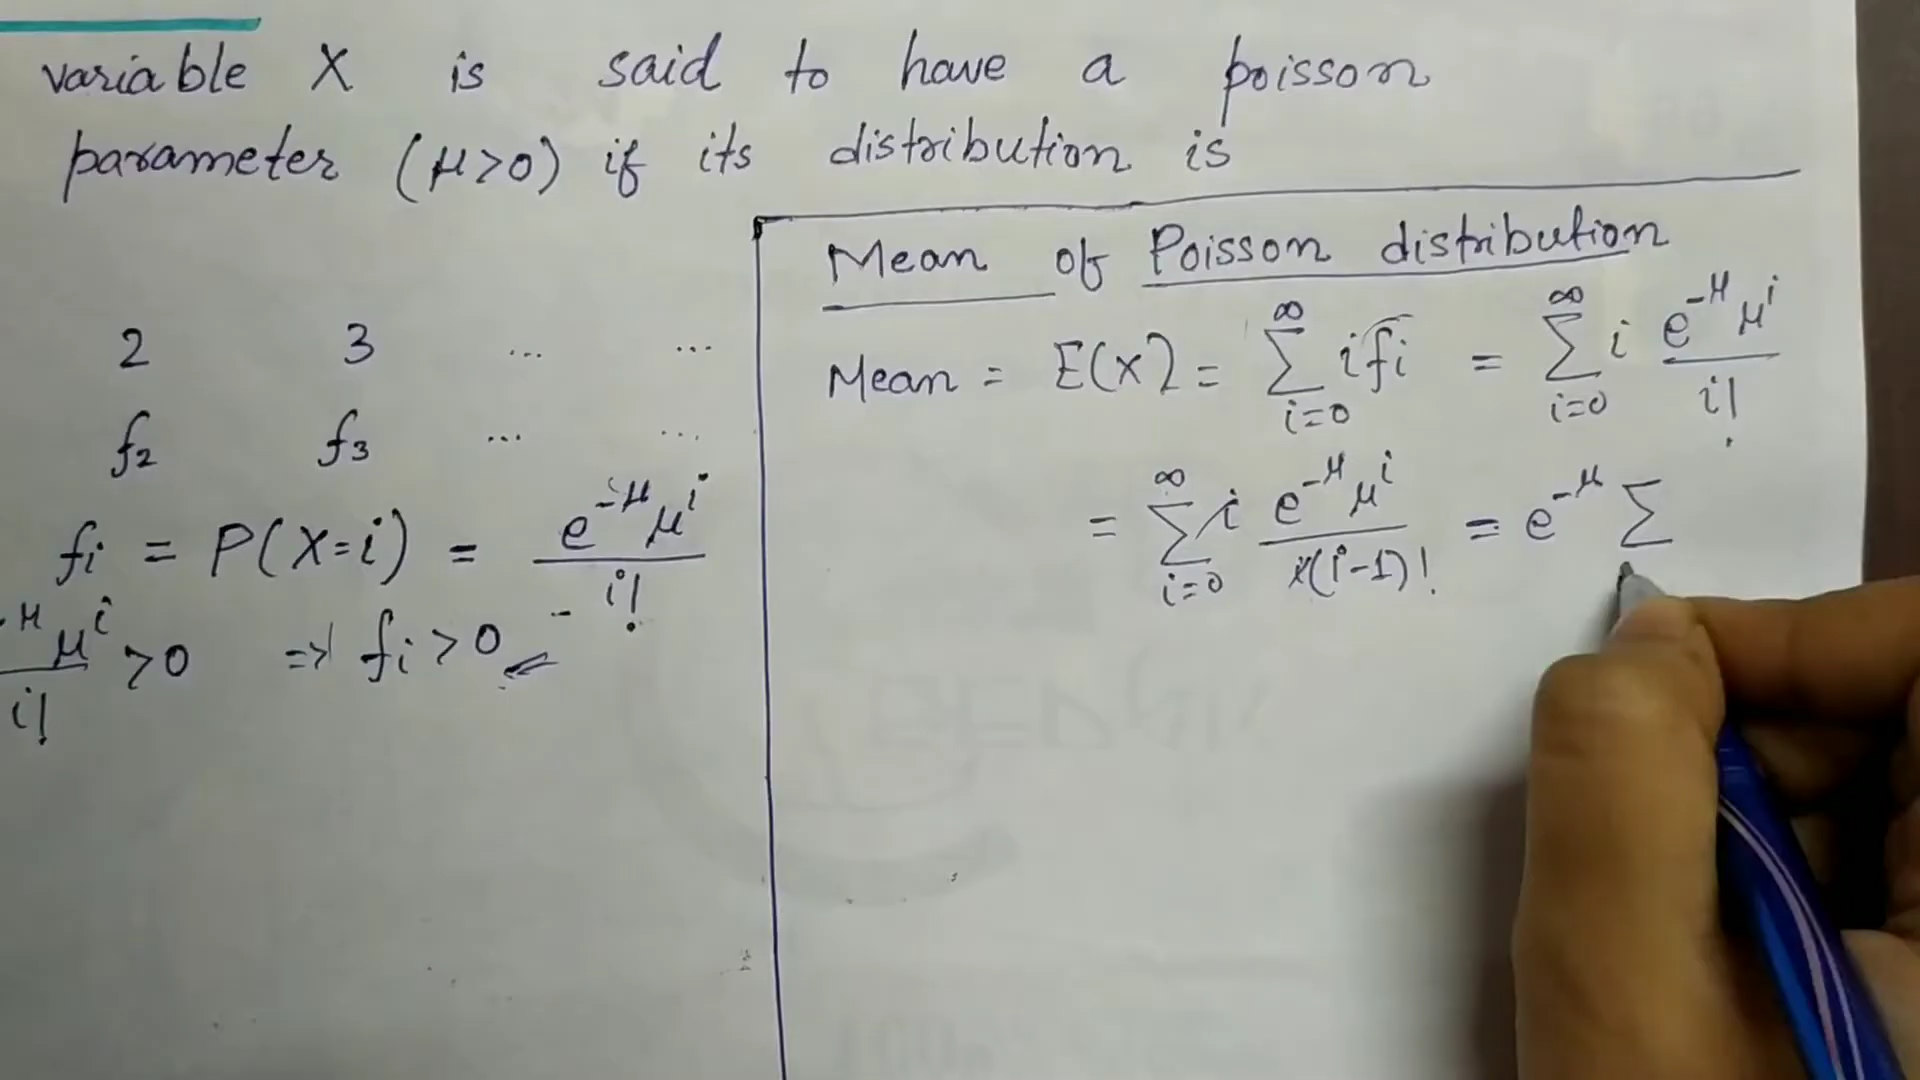 variable X is said to have a poisson
parameter (μ>0) if its distribution is
2 3 ... ...
f₂ f₃ ... ...
fᵢ = P(X=i) = e^{-μ} μ^i / i!
^{-μ} μ^i / i! >0 => fᵢ > 0
Mean of Poisson distribution
Mean = E(X) = ∑_{i=0}^{∞} i fᵢ = ∑_{i=0}^{∞} i e^{-μ} μ^i / i!
= ∑_{i=0}^{∞} i e^{-μ} μ^i / i(i-1)! = e^{-μ} ∑